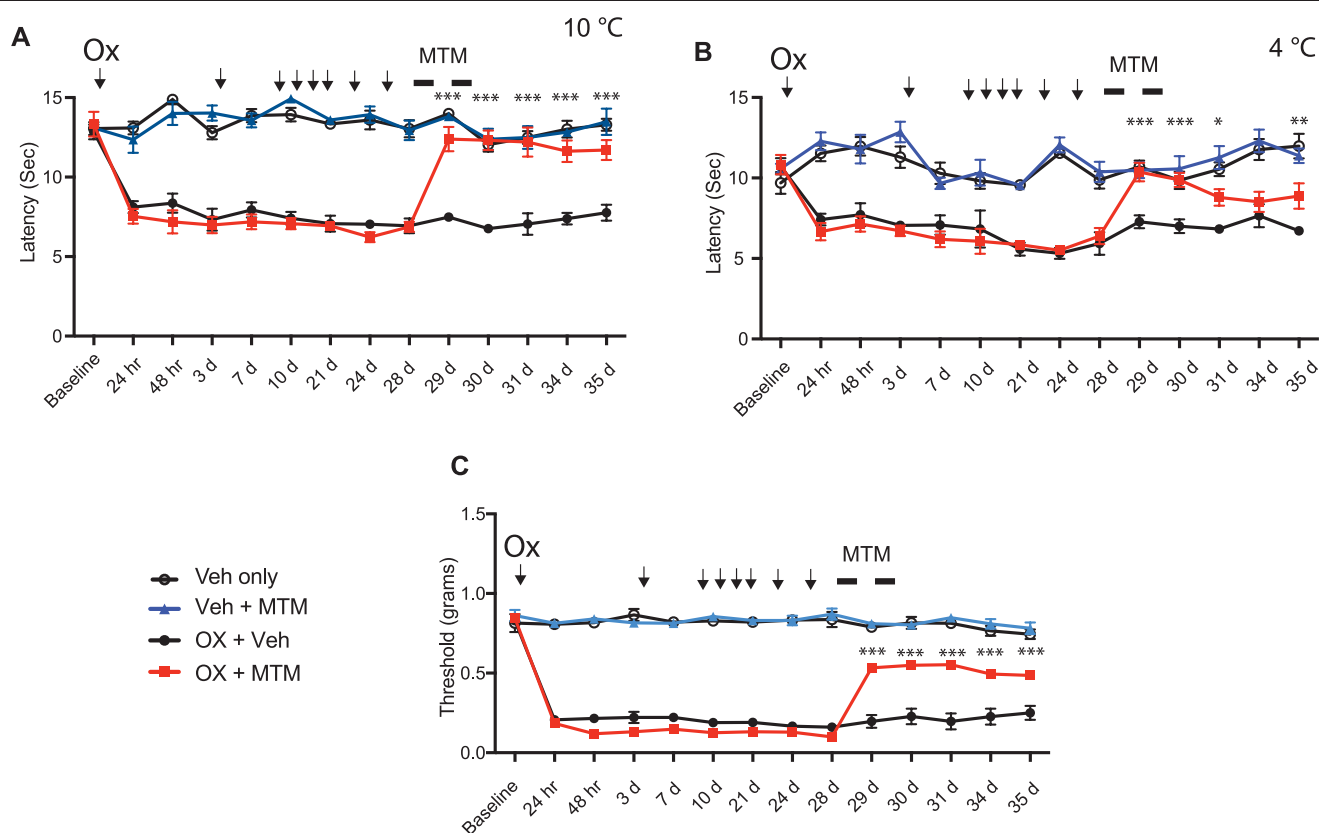 A
10 °C
Ox
MTM
15
10
5
0
Latency (Sec)
*** *** *** *** ***
Baseline 24 hr 48 hr 3 d 7 d 10 d 21 d 24 d 28 d 29 d 30 d 31 d 34 d 35 d
B
4 °C
Ox
MTM
15
10
5
0
Latency (Sec)
*** *** * **
Baseline 24 hr 48 hr 3 d 7 d 10 d 21 d 24 d 28 d 29 d 30 d 31 d 34 d 35 d
C
Ox
MTM
1.5
1.0
0.5
0.0
Threshold (grams)
*** *** *** *** ***
Baseline 24 hr 48 hr 3 d 7 d 10 d 21 d 24 d 28 d 29 d 30 d 31 d 34 d 35 d
Veh only
Veh + MTM
OX + Veh
OX + MTM